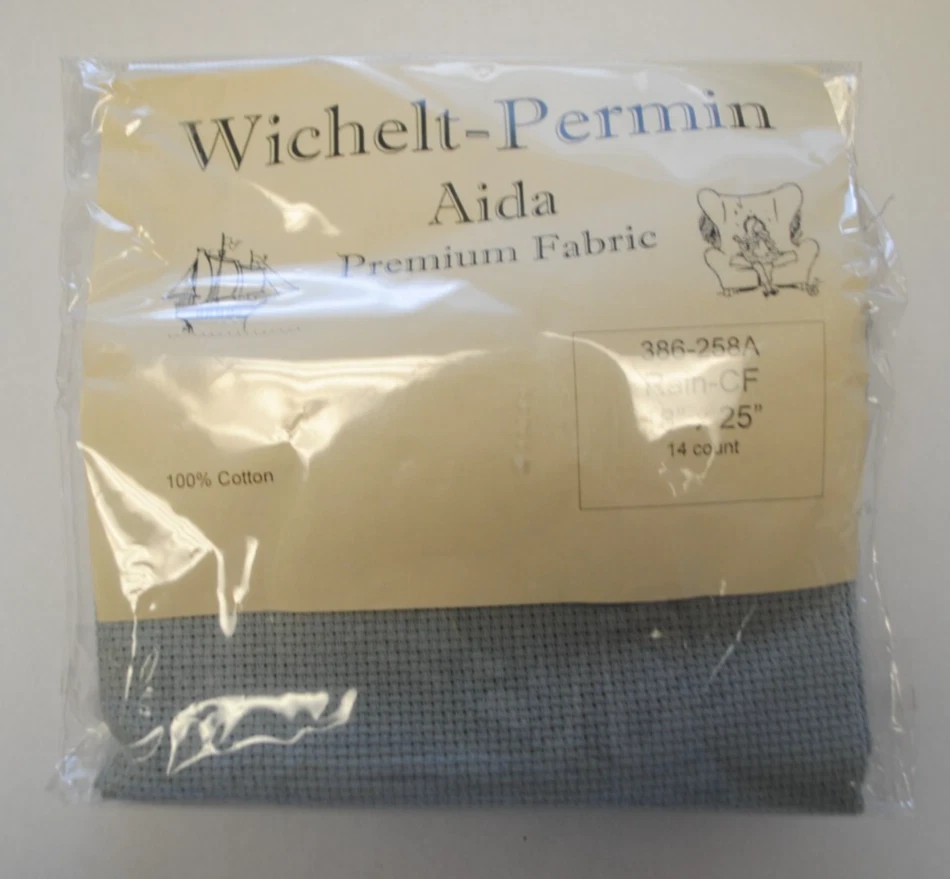 Wichelt-Permin
Aida
Premium Fabric
386-258A
Rain-CF
25"
14 count
100% Cotton